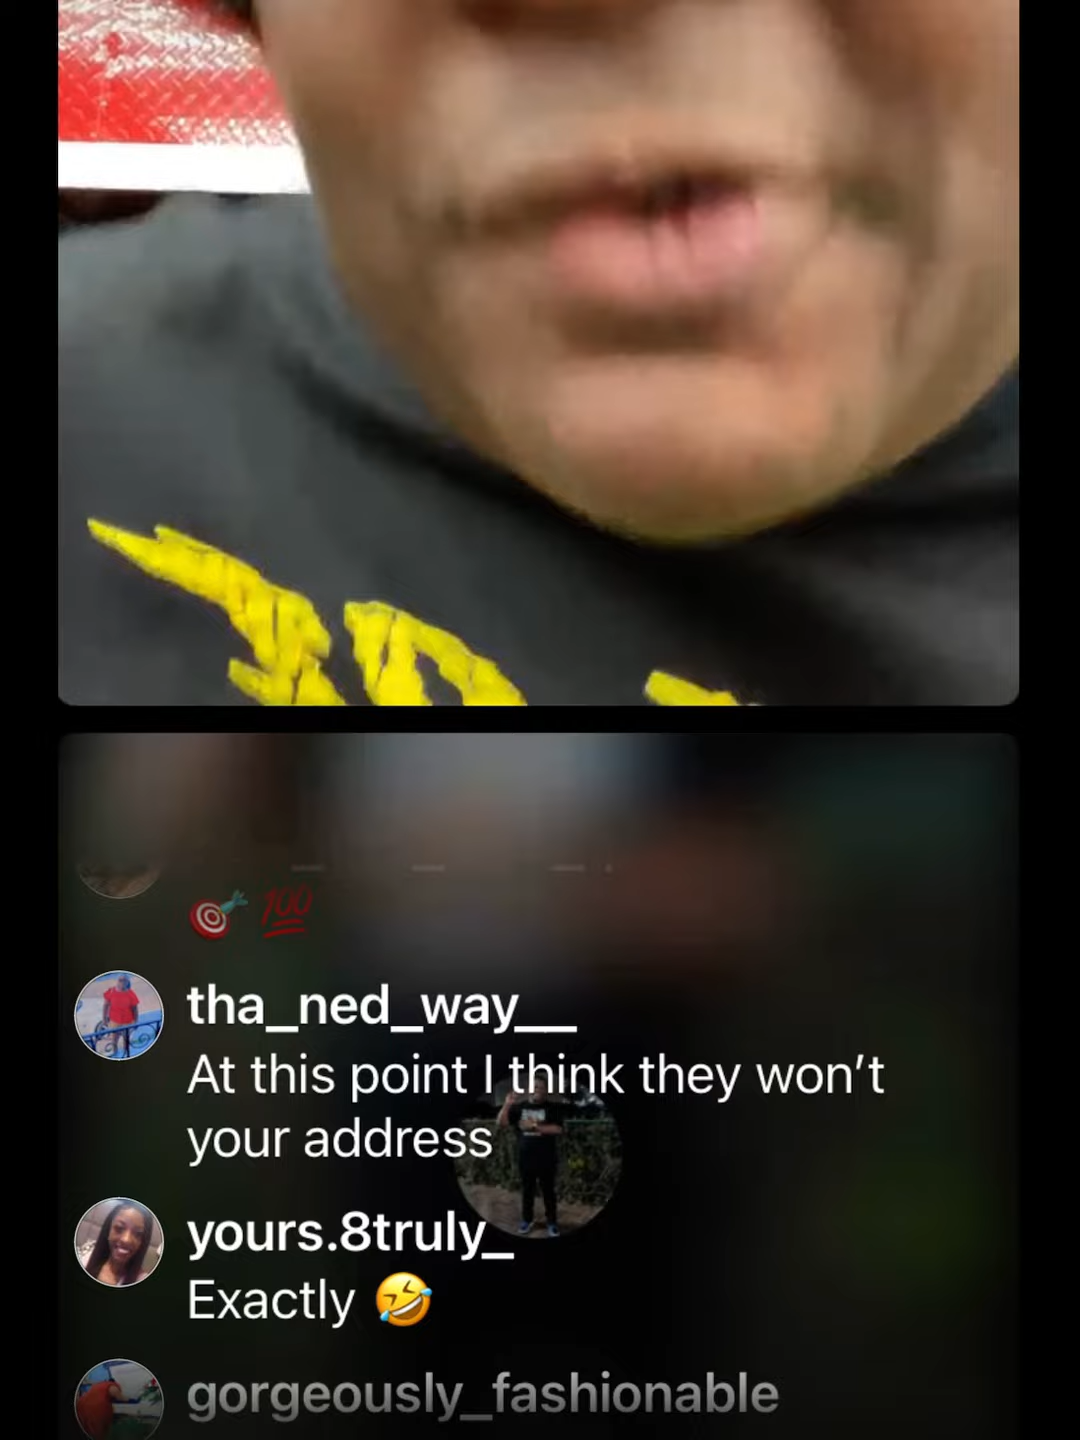 🎯 💯
tha_ned_way__
At this point I think they won't
your address
yours.8truly_
Exactly 🤣
gorgeously_fashionable